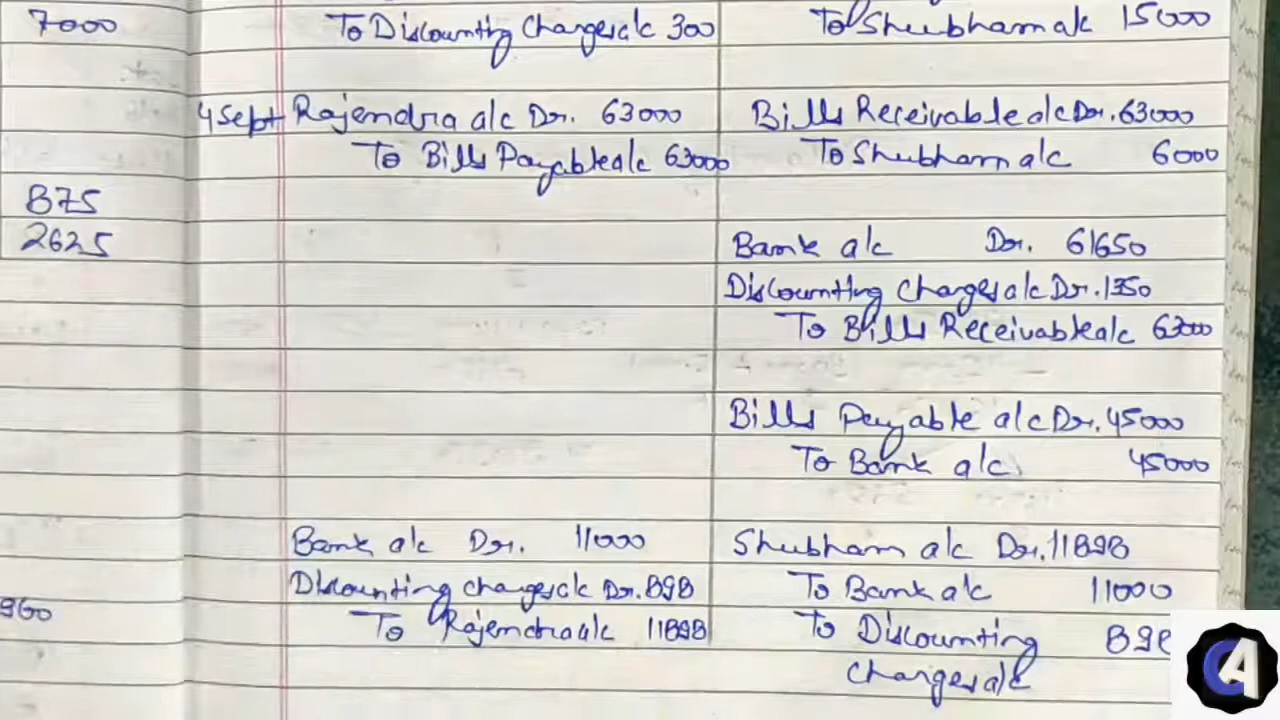 7000 To Discounting Charges a/c 300 To Shubham a/c 15000
4 Sept Rajendra a/c Dr. 63000 Bills Receivable a/c Dr. 63000
To Bills Payable a/c 63000 To Shubham a/c 6000
875
2625 Bank a/c Dr. 61650
Discounting Charges a/c Dr. 1350
To Bills Receivable a/c 63000
Bills Payable a/c Dr. 45000
To Bank a/c 45000
Bank a/c Dr. 11000 Shubham a/c Dr. 11898
Discounting charges a/c Dr. 898 To Bank a/c 11000
960 To Rajendra a/c 11898 To Discounting 898
Charges a/c
CA